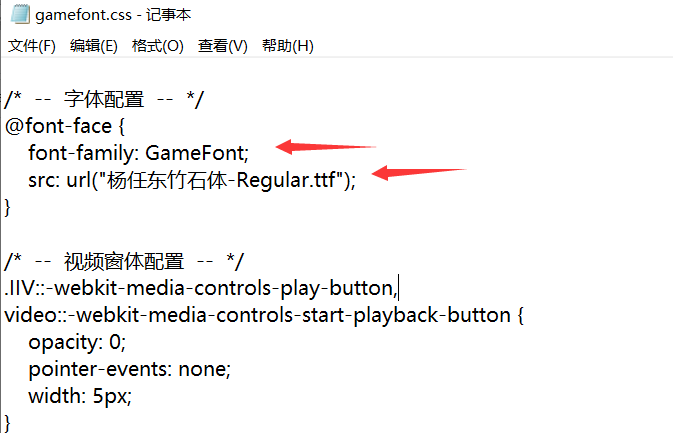 gamefont.css - 记事本
文件(F) 编辑(E) 格式(O) 查看(V) 帮助(H)
/* -- 字体配置 -- */
@font-face {
font-family: GameFont;
src: url("杨任东竹石体-Regular.ttf");
}
/* -- 视频窗体配置 -- */
.IIV::-webkit-media-controls-play-button,
video::-webkit-media-controls-start-playback-button {
opacity: 0;
pointer-events: none;
width: 5px;
}